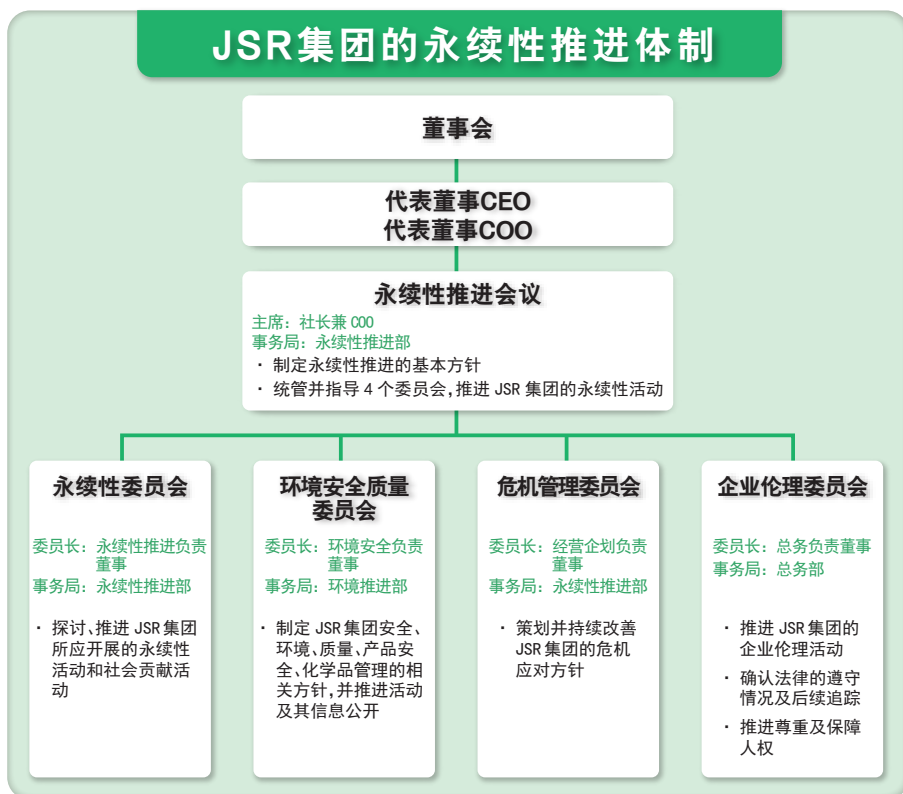 JSR集团的永续性推进体制
董事会
代表董事CEO
代表董事COO
永续性推进会议
主席：社长兼 COO
事务局：永续性推进部
· 制定永续性推进的基本方针
· 统管并指导 4 个委员会，推进 JSR 集团的永续性活动
永续性委员会
委员长：永续性推进负责
董事
事务局：永续性推进部
· 探讨、推进 JSR 集团
所应开展的永续性
活动和社会贡献活
动
环境安全质量
委员会
委员长：环境安全负责
董事
事务局：环境推进部
· 制定 JSR 集团安全、
环境、质量、产品安
全、化学品管理的相
关方针，并推进活动
及其信息公开
危机管理委员会
委员长：经营企划负责
董事
事务局：永续性推进部
· 策划并持续改善
JSR 集团的危机
应对方针
企业伦理委员会
委员长：总务负责董事
事务局：总务部
· 推进 JSR 集团的
企业伦理活动
· 确认法律的遵守
情况及后续追踪
· 推进尊重及保障
人权